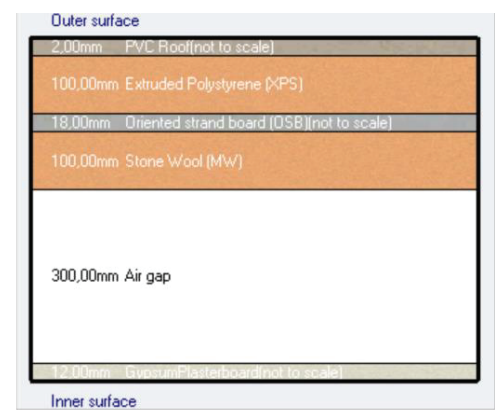 Outer surface
2,00mm PVC Roof(not to scale)
100,00mm Extruded Polystyrene (XPS)
18,00mm Oriented strand board (OSB)(not to scale)
100,00mm Stone Wool (MW)
300,00mm Air gap
12,00mm GypsumPlasterboard(not to scale)
Inner surface